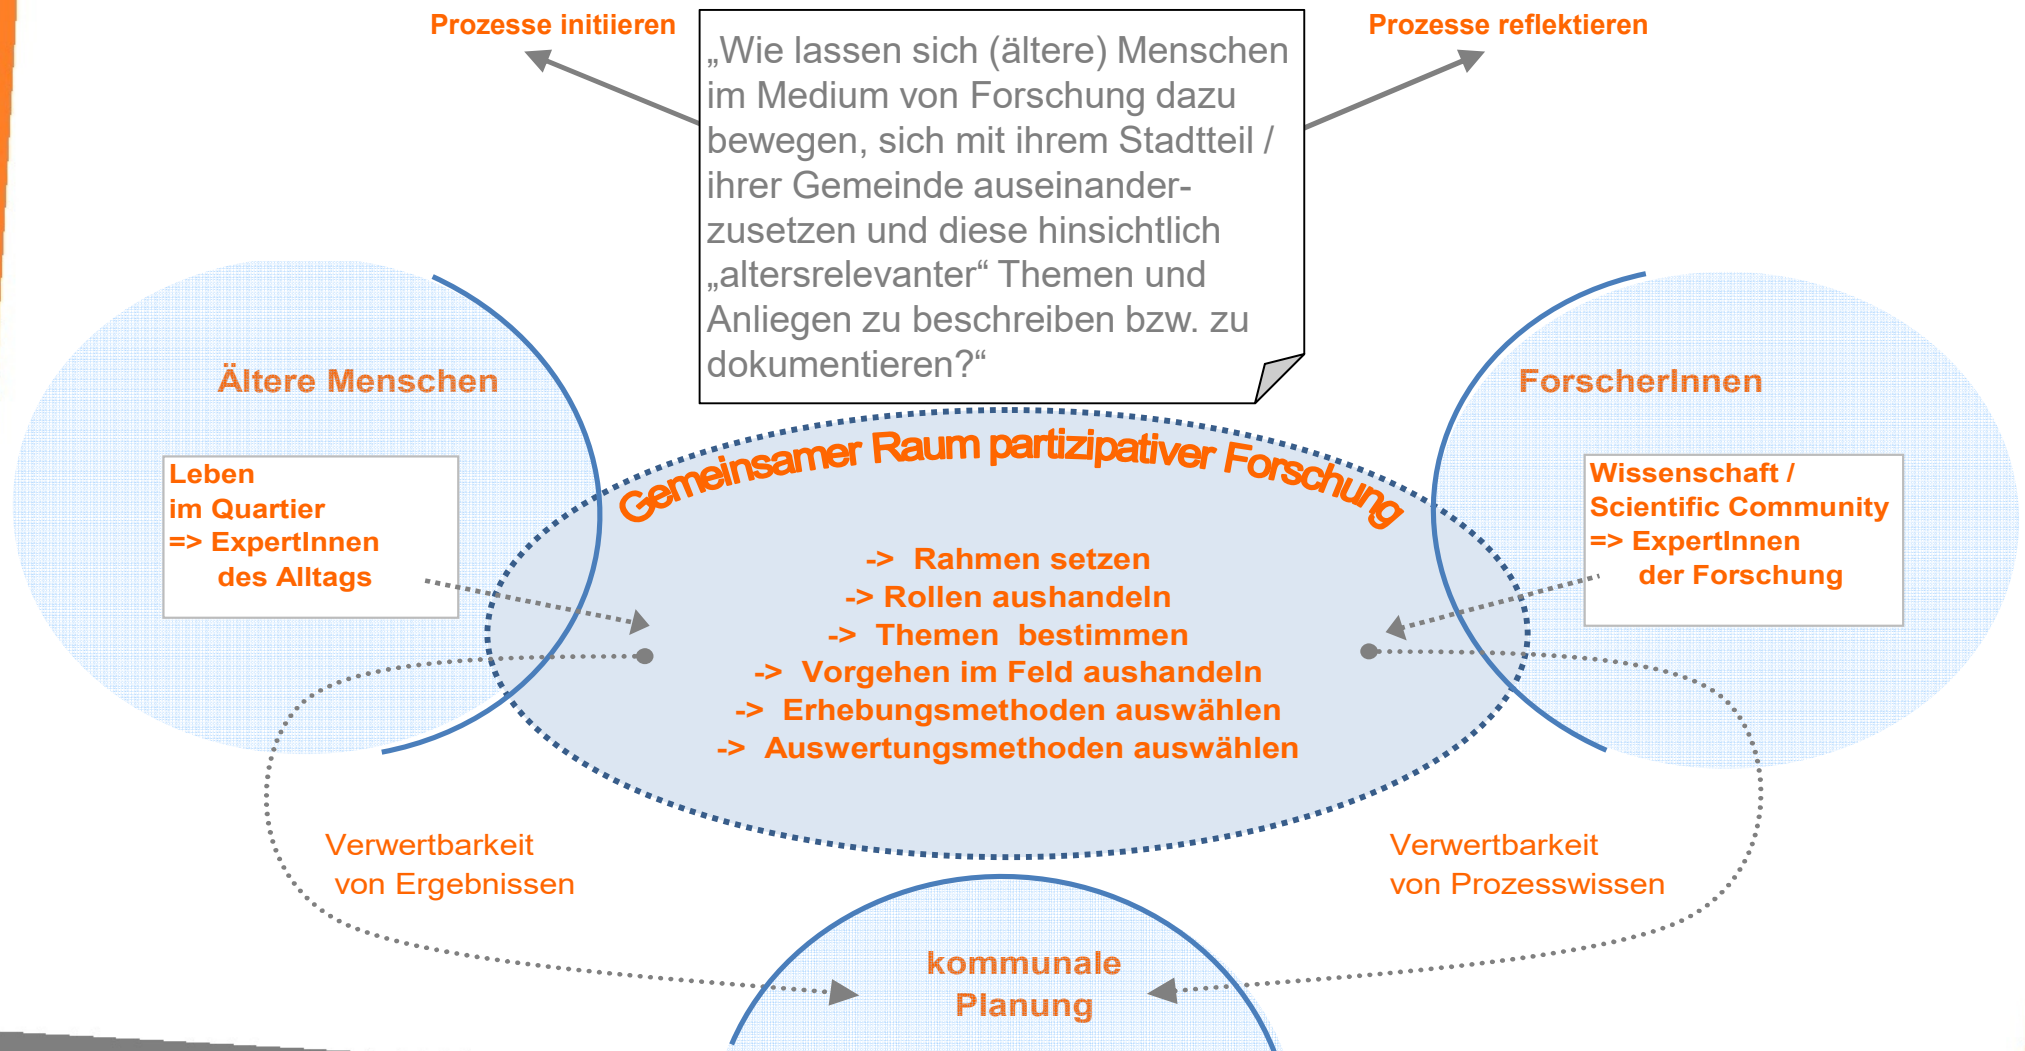 Prozesse initiieren
Prozesse reflektieren
„Wie lassen sich (ältere) Menschen
im Medium von Forschung dazu
bewegen, sich mit ihrem Stadtteil /
ihrer Gemeinde auseinander-
zusetzen und diese hinsichtlich
„altersrelevanter“ Themen und
Anliegen zu beschreiben bzw. zu
dokumentieren?“
Ältere Menschen
Leben
im Quartier
=> ExpertInnen
des Alltags
ForscherInnen
Wissenschaft /
Scientific Community
=> ExpertInnen
der Forschung
Gemeinsamer Raum partizipativer Forschung
-> Rahmen setzen
-> Rollen aushandeln
-> Themen bestimmen
-> Vorgehen im Feld aushandeln
-> Erhebungsmethoden auswählen
-> Auswertungsmethoden auswählen
Verwertbarkeit
von Ergebnissen
Verwertbarkeit
von Prozesswissen
kommunale
Planung